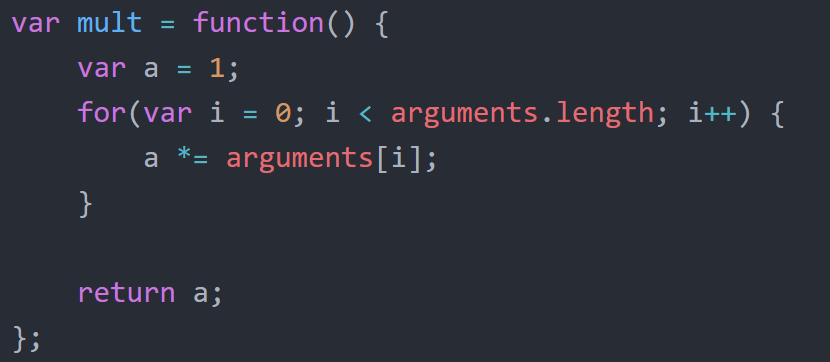 var mult = function() {
    var a = 1;
    for(var i = 0; i < arguments.length; i++) {
        a *= arguments[i];
    }

    return a;
};